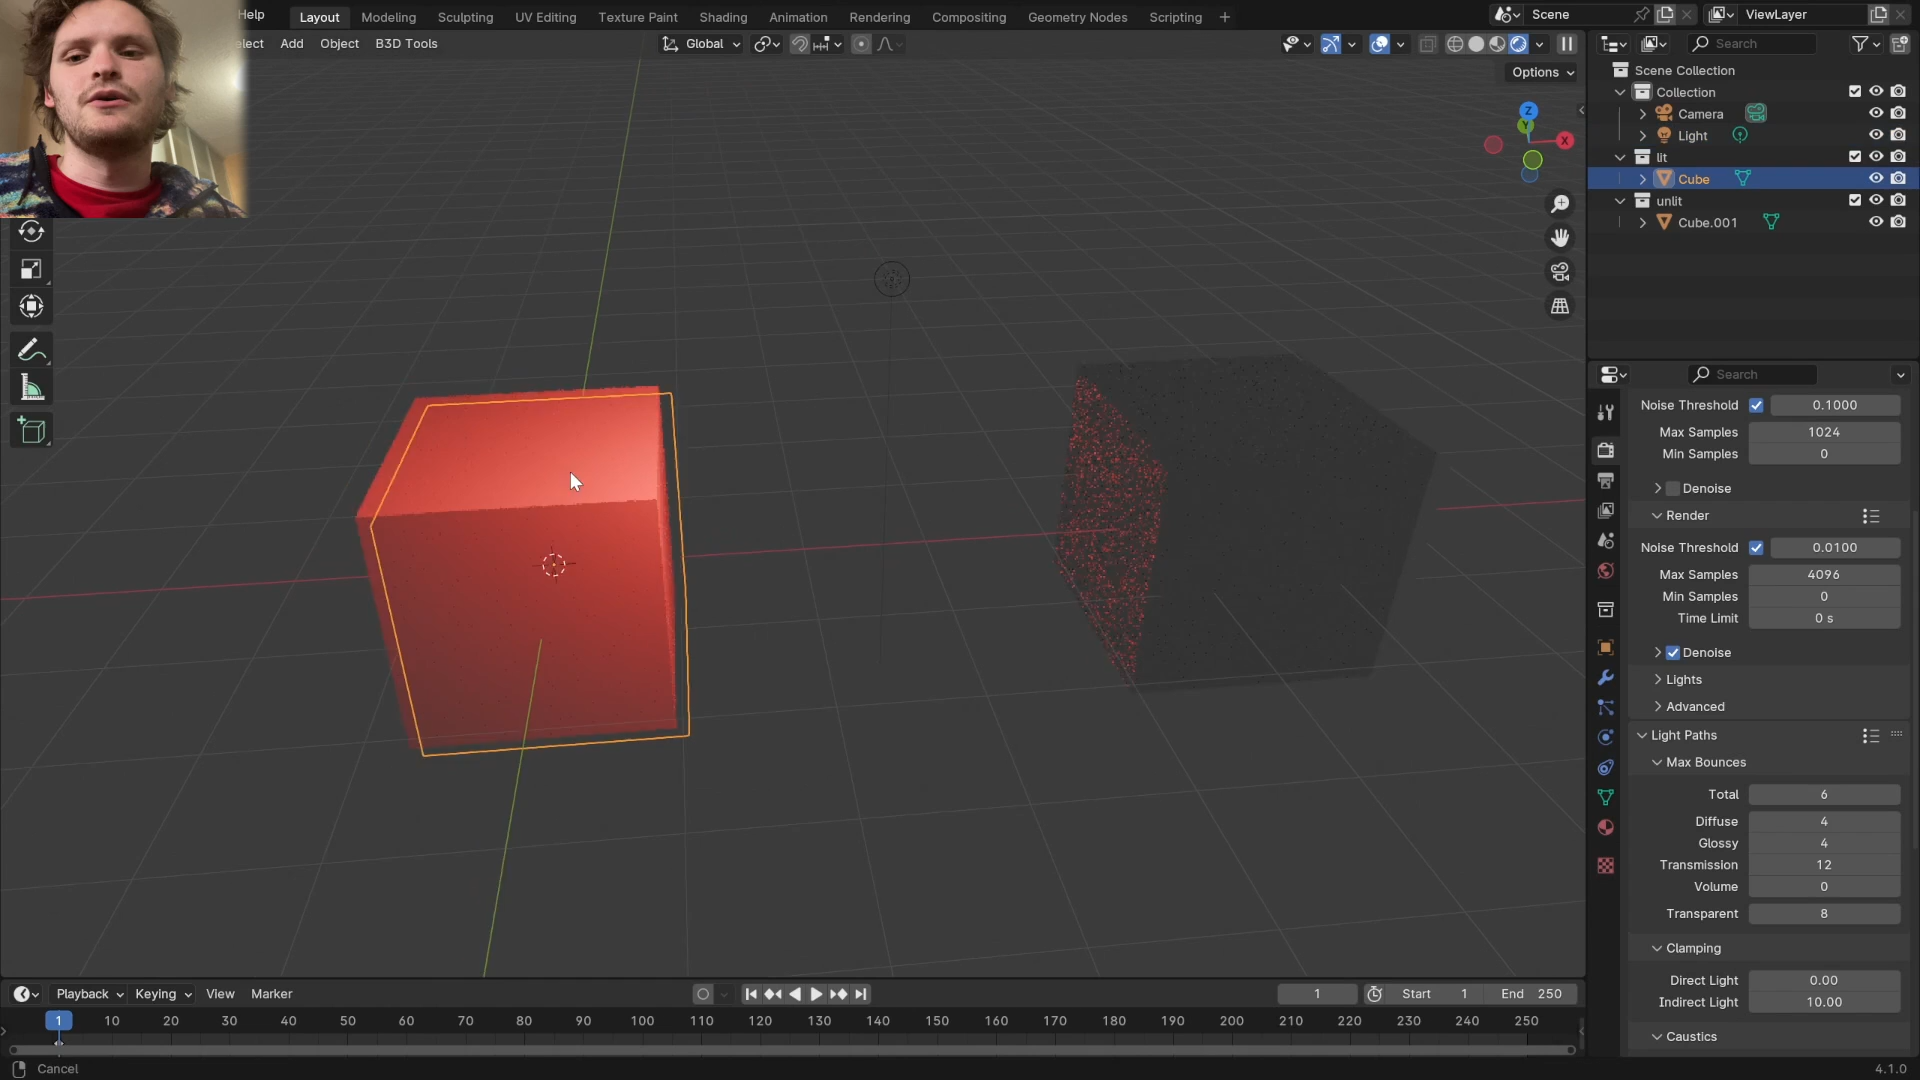 Help
Layout
Modeling
Sculpting
UV Editing
Texture Paint
Shading
Animation
Rendering
Compositing
Geometry Nodes
Scripting
+
Scene
ViewLayer
elect
Add
Object
B3D Tools
Global
Search
Options
Scene Collection
Collection
Camera
Light
lit
Cube
unlit
Cube.001
Z
Y
X
Search
Noise Threshold 0.1000
Max Samples 1024
Min Samples 0
Denoise
Render
Noise Threshold 0.0100
Max Samples 4096
Min Samples 0
Time Limit 0 s
Denoise
Lights
Advanced
Light Paths
Max Bounces
Total 6
Diffuse 4
Glossy 4
Transmission 12
Volume 0
Transparent 8
Clamping
Direct Light 0.00
Indirect Light 10.00
Caustics
Playback
Keying
View
Marker
1
Start 1
End 250
1 10 20 30 40 50 60 70 80 90 100 110 120 130 140 150 160 170 180 190 200 210 220 230 240 250
Cancel
4.1.0